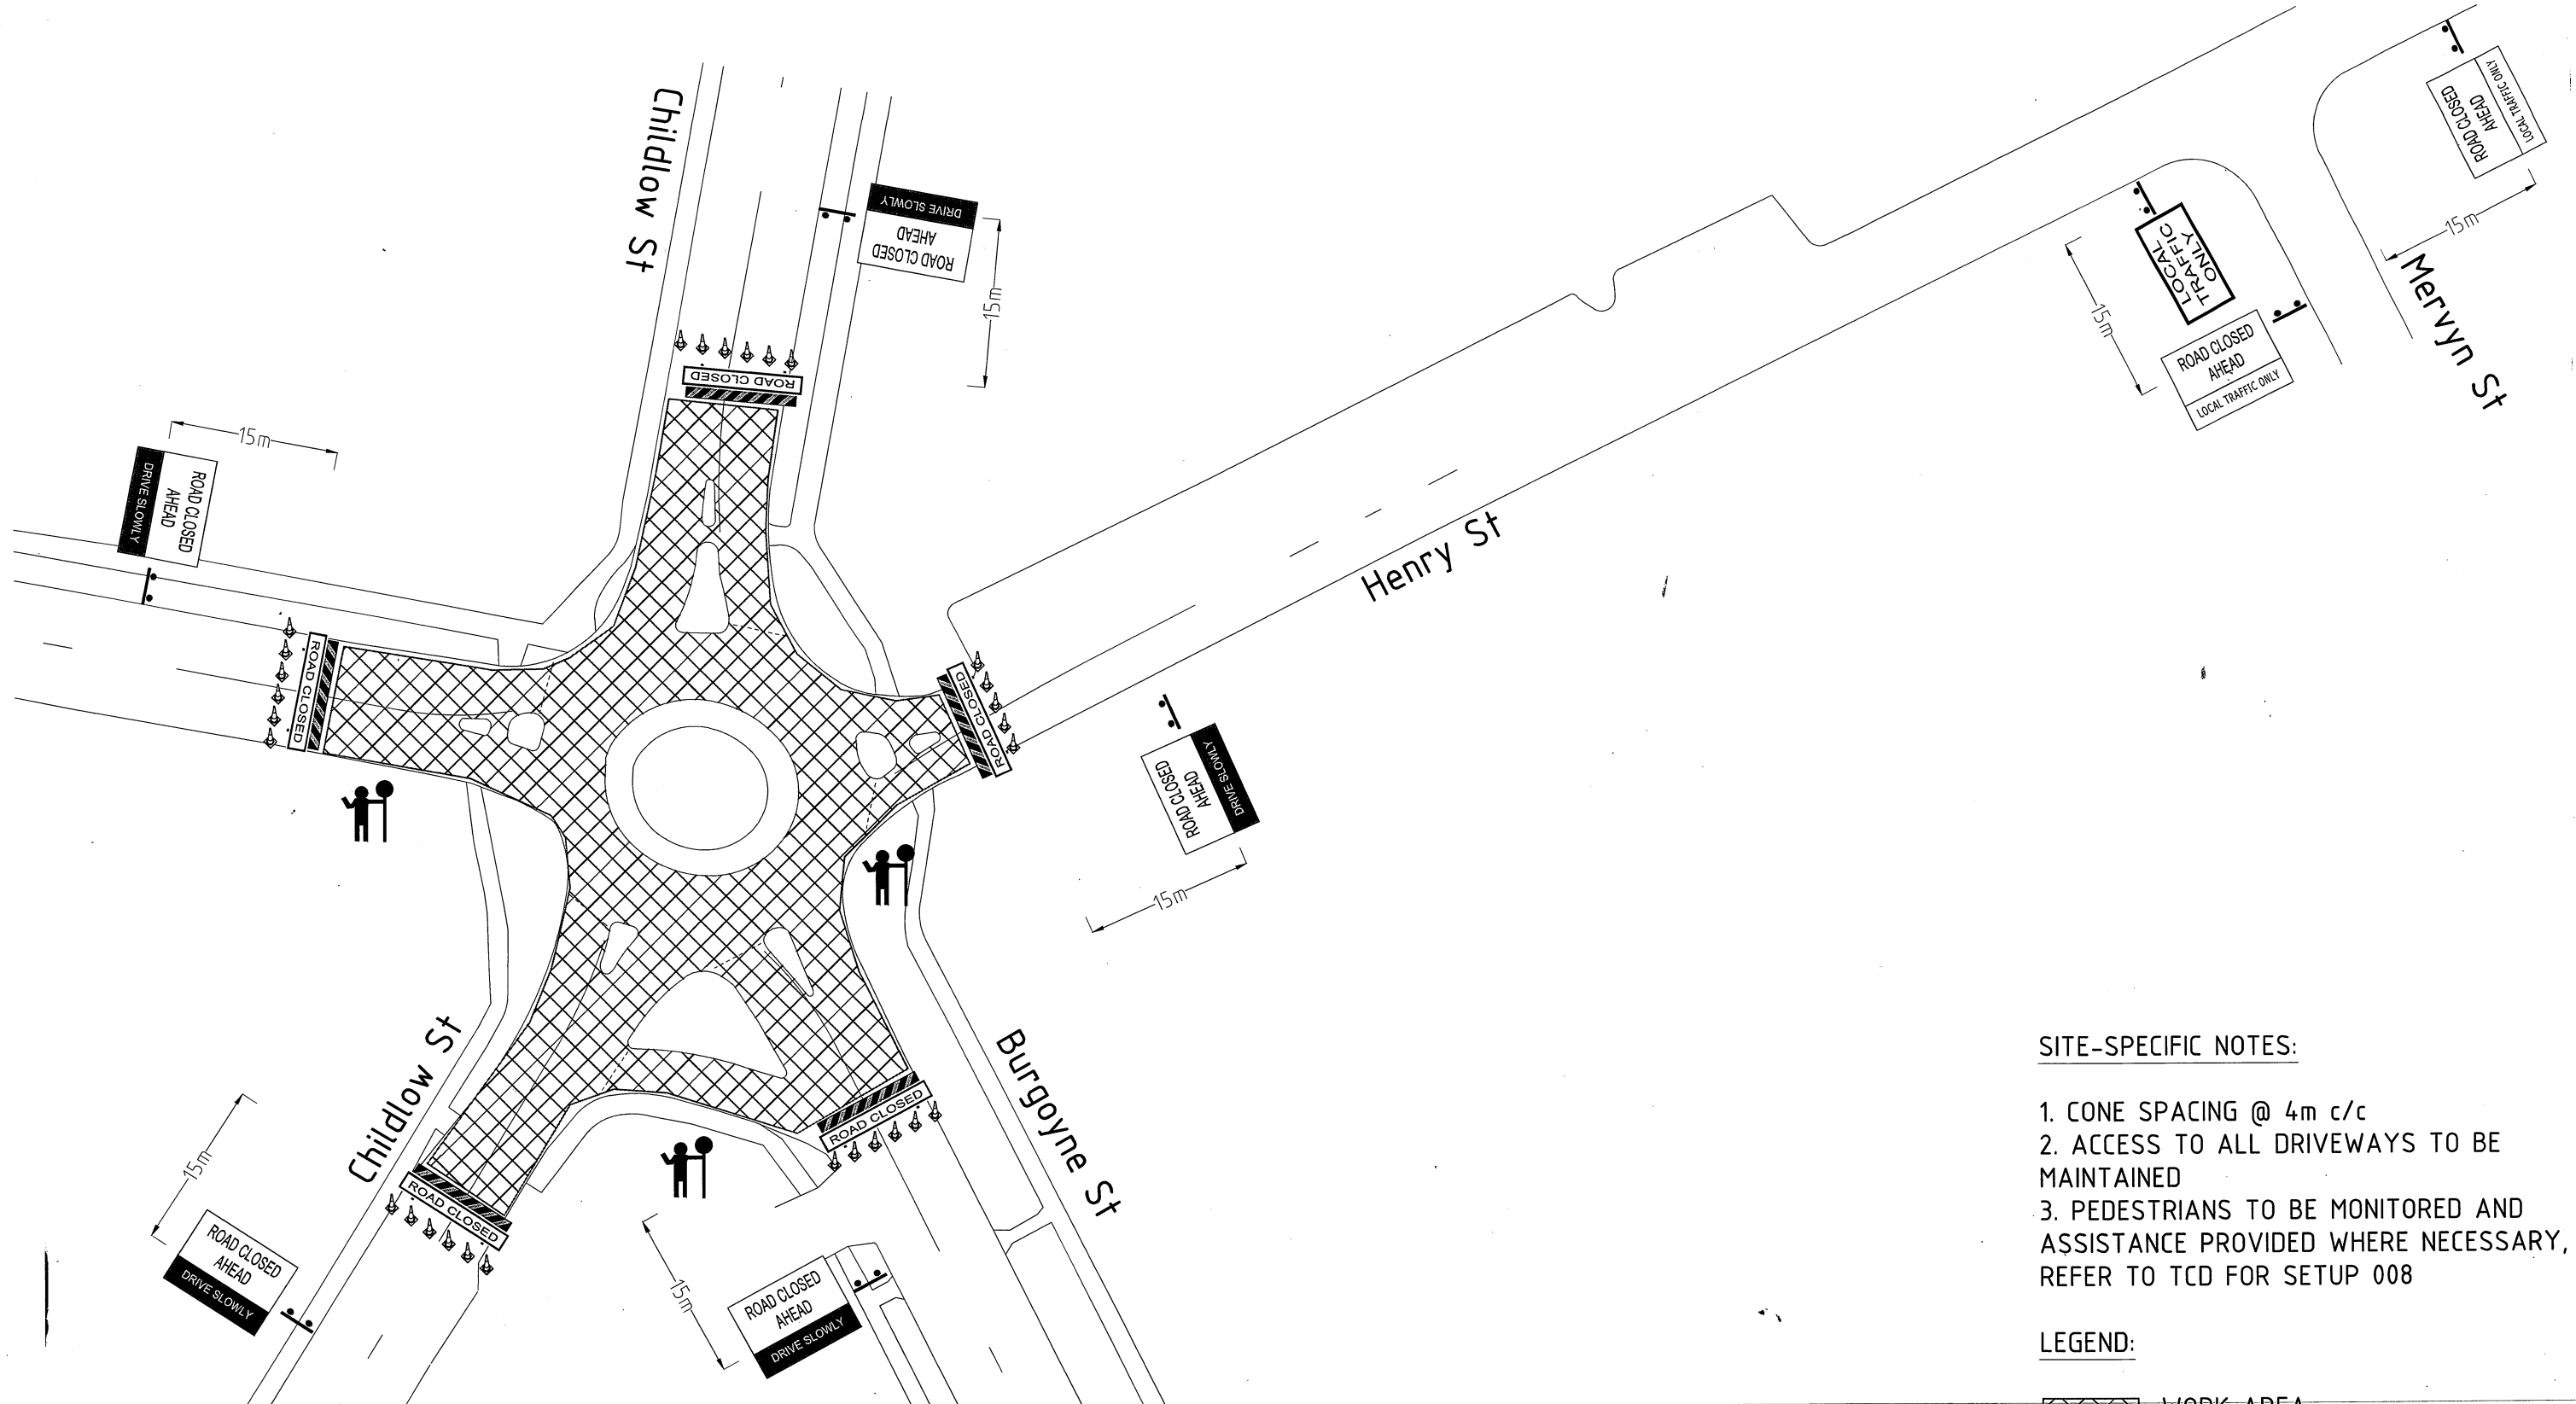 Childlow St
DRIVE SLOWLY
ROAD CLOSED
AHEAD
15m
ROAD CLOSED
15m
DRIVE SLOWLY
ROAD CLOSED
AHEAD
ROAD CLOSED
Henry St
ROAD CLOSED
ROAD CLOSED
AHEAD
DRIVE SLOWLY
15m
ROAD CLOSED
AHEAD
LOCAL TRAFFIC ONLY
15m
Mervyn St
LOCAL
TRAFFIC
ONLY
15m
ROAD CLOSED
AHEAD
LOCAL TRAFFIC ONLY
Childlow St
15m
ROAD CLOSED
AHEAD
DRIVE SLOWLY
ROAD CLOSED
Burgoyne St
ROAD CLOSED
15m
ROAD CLOSED
AHEAD
DRIVE SLOWLY
SITE-SPECIFIC NOTES:
1. CONE SPACING @ 4m c/c
2. ACCESS TO ALL DRIVEWAYS TO BE
MAINTAINED
3. PEDESTRIANS TO BE MONITORED AND
ASSISTANCE PROVIDED WHERE NECESSARY,
REFER TO TCD FOR SETUP 008
LEGEND:
WORK AREA